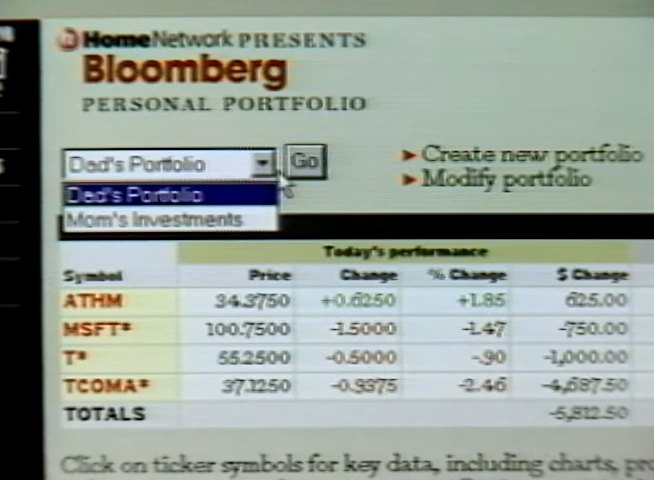 HomeNetwork PRESENTS
Bloomberg
PERSONAL PORTFOLIO
Dad's Portfolio
Go
Dad's Portfolio
Mom's Investments
Create new portfolio
Modify portfolio
Today's performance
Symbol Price Change % Change $ Change
ATHM 34.3750 +0.6250 +1.85 625.00
MSFT* 100.7500 -1.5000 -1.47 -750.00
T* 55.2500 -0.5000 -.90 -1,000.00
TCOMA* 37.1250 -0.9375 -2.46 -4,687.50
TOTALS -5,812.50
Click on ticker symbols for key data, including charts,